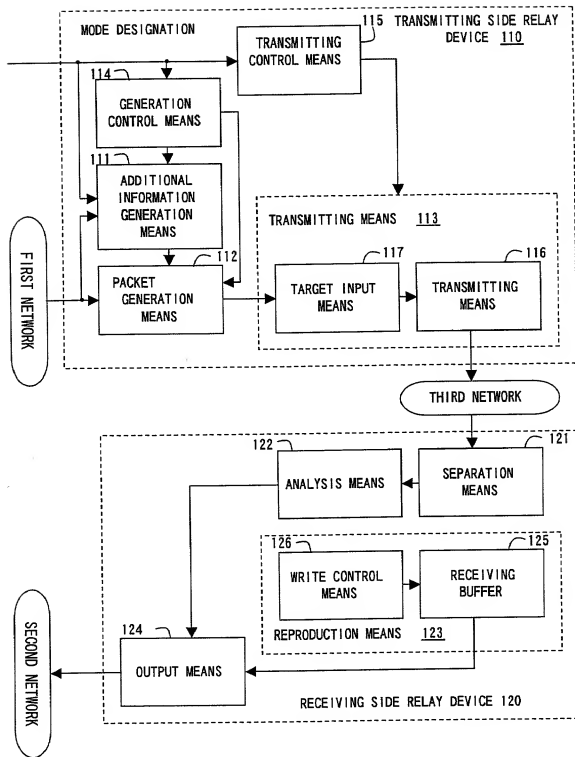 MODE DESIGNATION
115
TRANSMITTING SIDE RELAY
DEVICE 110
TRANSMITTING
CONTROL MEANS
114
GENERATION
CONTROL MEANS
111
ADDITIONAL
INFORMATION
GENERATION
MEANS
TRANSMITTING MEANS 113
FIRST NETWORK
112
PACKET
GENERATION
MEANS
117
TARGET INPUT
MEANS
116
TRANSMITTING
MEANS
THIRD NETWORK
122
ANALYSIS MEANS
121
SEPARATION
MEANS
126
WRITE CONTROL
MEANS
125
RECEIVING
BUFFER
REPRODUCTION MEANS 123
SECOND NETWORK
124
OUTPUT MEANS
RECEIVING SIDE RELAY DEVICE 120